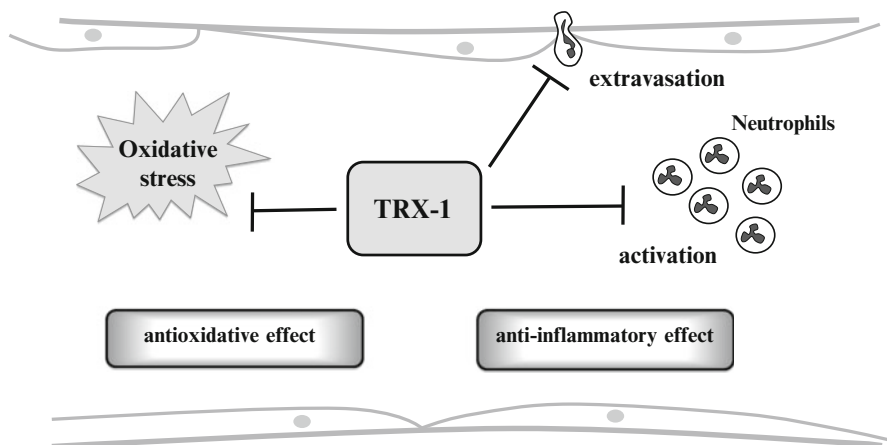 extravasation
Neutrophils
Oxidative
stress
TRX-1
activation
antioxidative effect
anti-inflammatory effect